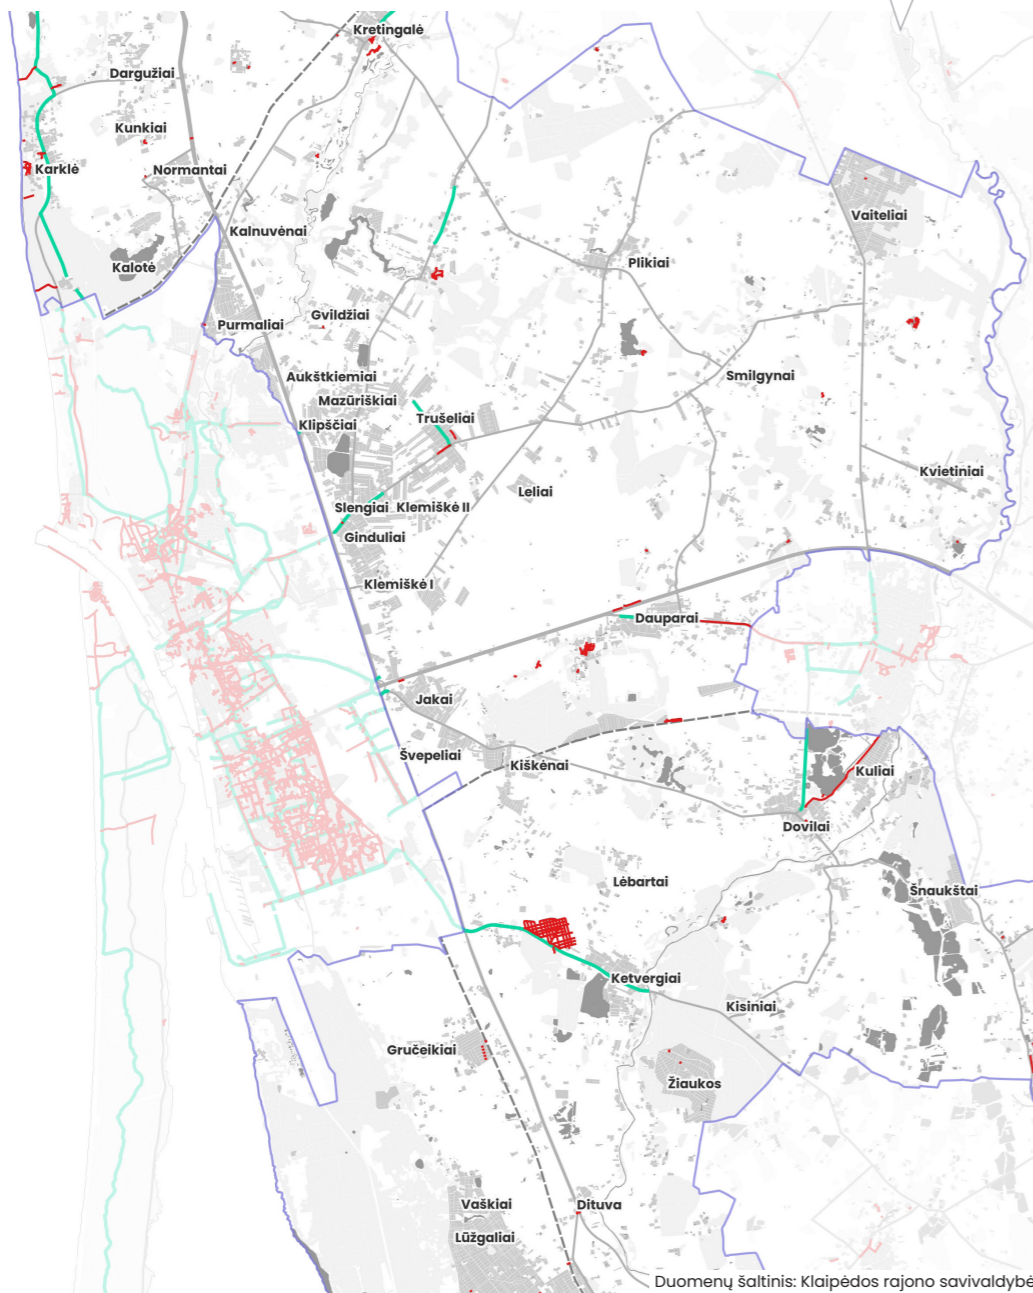 Kretingalė
Dargužiai
Kunkiai
Karklė
Normantai
Vaiteliai
Kalnuvėnai
Plikiai
Kalotė
Gvildžiai
Purmaliai
Smilgynai
Aukštkiemiai
Mazūriškiai
Trušeliai
Klipščiai
Kvietiniai
Leliai
Slengiai
Klemiškė II
Ginduliai
Klemiškė I
Dauparai
Jakai
Švepeliai
Kiškėnai
Kuliai
Dovilai
Lėbartai
Šnaukštai
Ketvergiai
Kisiniai
Gručeikiai
Žiaukos
Vaškiai
Dituva
Lūžgaliai
Duomenų šaltinis: Klaipėdos rajono savivaldybė